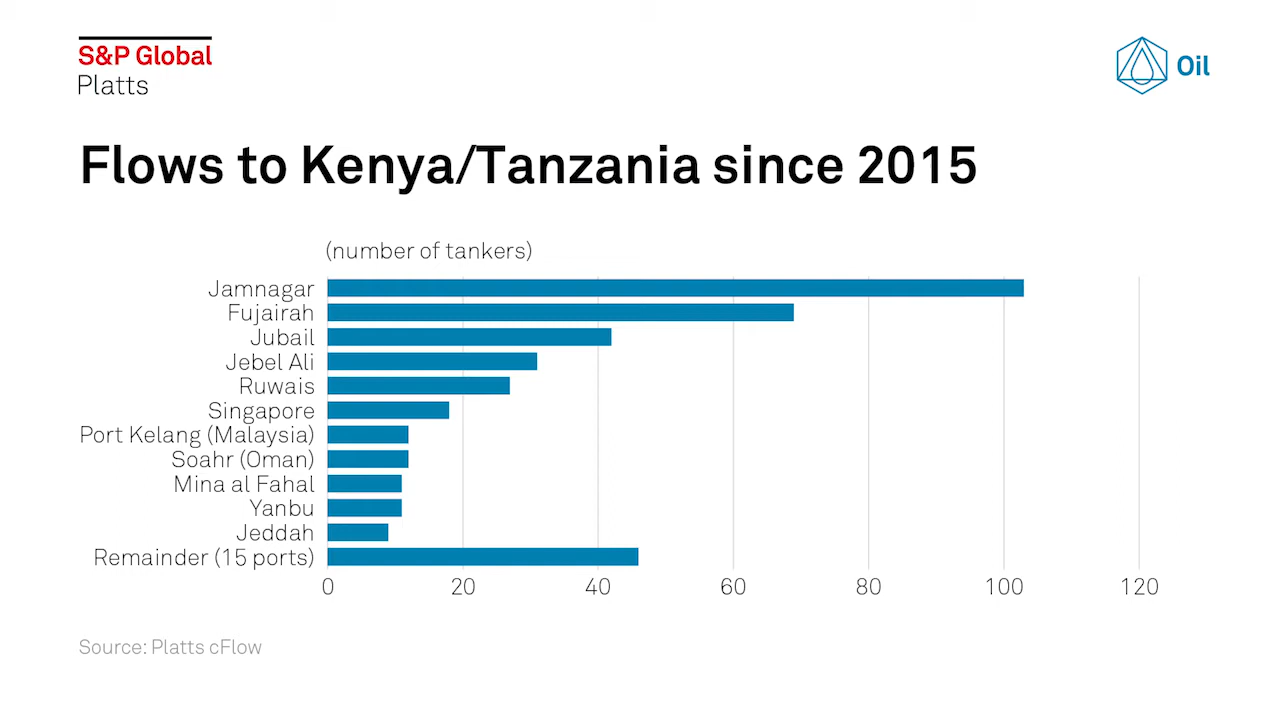 S&P Global
Platts
Oil
Flows to Kenya/Tanzania since 2015
(number of tankers)
Jamnagar
Fujairah
Jubail
Jebel Ali
Ruwais
Singapore
Port Kelang (Malaysia)
Soahr (Oman)
Mina al Fahal
Yanbu
Jeddah
Remainder (15 ports)
0 20 40 60 80 100 120
Source: Platts cFlow